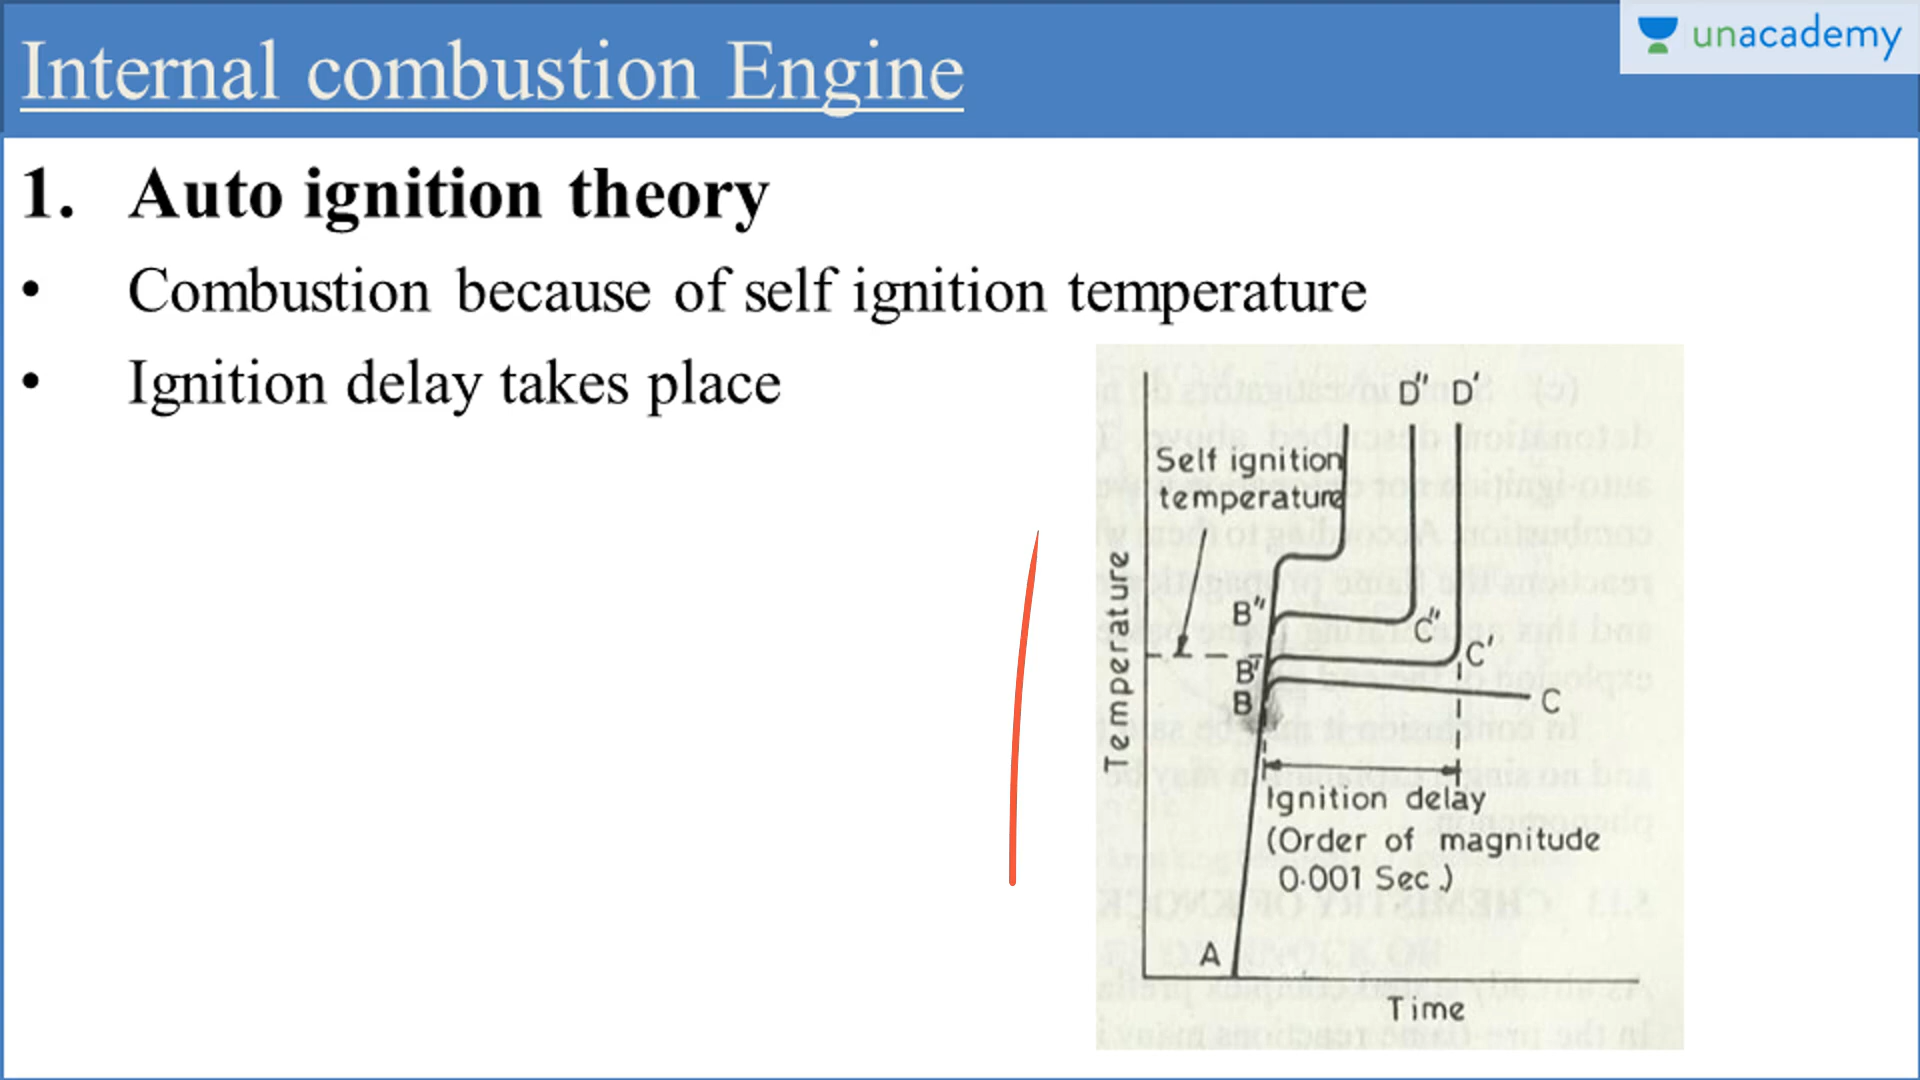 Internal combustion Engine
unacademy
1. Auto ignition theory
• Combustion because of self ignition temperature
• Ignition delay takes place
D" D'
Self ignition
temperature
Temperature
B"
C"
C'
B'
B
C
Ignition delay
(Order of magnitude
0.001 Sec.)
A
Time